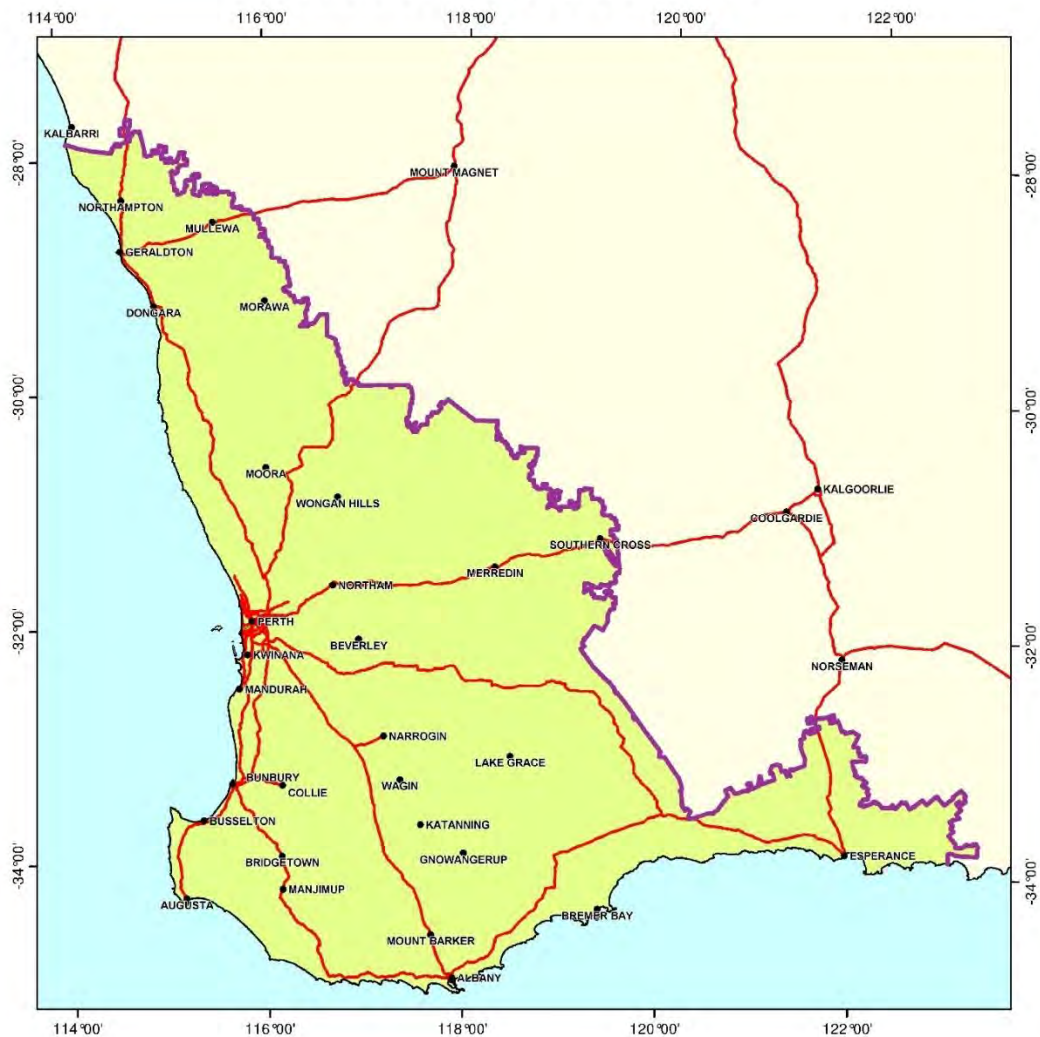 114°00'
116°00'
118°00'
120°00'
122°00'
KALBARRI
-28°00'
-28°00'
MOUNT MAGNET
NORTHAMPTON
MULLEWA
GERALDTON
DONGARA
MORAWA
-30°00'
-30°00'
MOORA
WONGAN HILLS
KALGOORLIE
COOLGARDIE
SOUTHERN CROSS
MERREDIN
NORTHAM
PERTH
-32°00'
-32°00'
BEVERLEY
KWINANA
NORSEMAN
MANDURAH
NARROGIN
LAKE GRACE
BUNBURY
COLLIE
WAGIN
BUSSELTON
KATANNING
GNOWANGERUP
BRIDGETOWN
ESPERANCE
-34°00'
-34°00'
MANJIMUP
AUGUSTA
BREMER BAY
MOUNT BARKER
ALBANY
114°00'
116°00'
118°00'
120°00'
122°00'